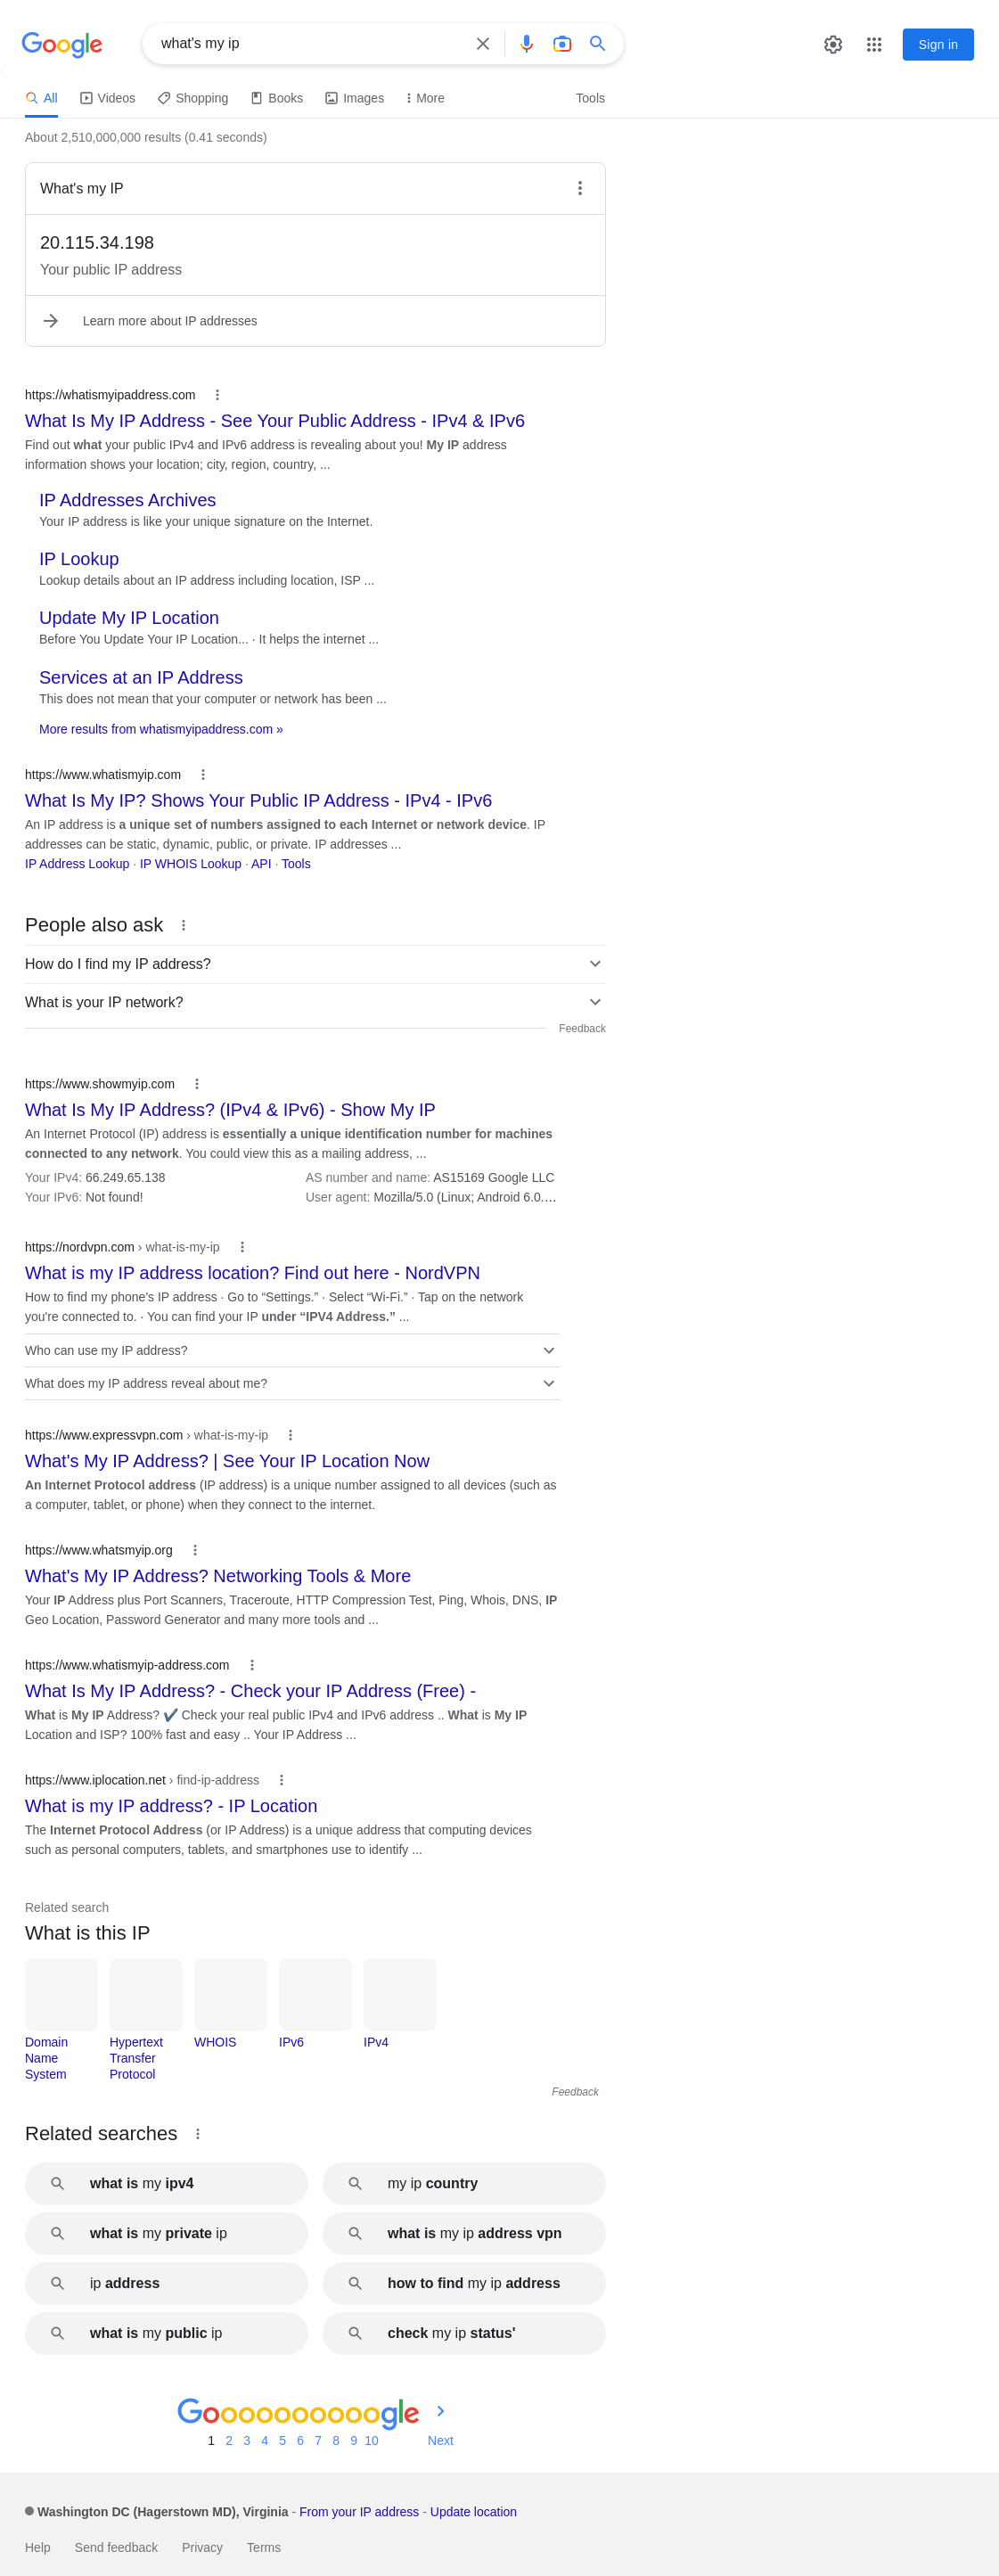 Google
what's my ip
Sign in
All Videos Shopping Books Images More Tools
About 2,510,000,000 results (0.41 seconds)
What's my IP
20.115.34.198
Your public IP address
Learn more about IP addresses
https://whatismyipaddress.com
What Is My IP Address - See Your Public Address - IPv4 & IPv6
Find out what your public IPv4 and IPv6 address is revealing about you! My IP address
information shows your location; city, region, country, ...
IP Addresses Archives
Your IP address is like your unique signature on the Internet.
IP Lookup
Lookup details about an IP address including location, ISP ...
Update My IP Location
Before You Update Your IP Location... · It helps the internet ...
Services at an IP Address
This does not mean that your computer or network has been ...
More results from whatismyipaddress.com »
https://www.whatismyip.com
What Is My IP? Shows Your Public IP Address - IPv4 - IPv6
An IP address is a unique set of numbers assigned to each Internet or network device. IP
addresses can be static, dynamic, public, or private. IP addresses ...
IP Address Lookup · IP WHOIS Lookup · API · Tools
People also ask
How do I find my IP address?
What is your IP network?
Feedback
https://www.showmyip.com
What Is My IP Address? (IPv4 & IPv6) - Show My IP
An Internet Protocol (IP) address is essentially a unique identification number for machines
connected to any network. You could view this as a mailing address, ...
Your IPv4: 66.249.65.138 AS number and name: AS15169 Google LLC
Your IPv6: Not found! User agent: Mozilla/5.0 (Linux; Android 6.0.…
https://nordvpn.com › what-is-my-ip
What is my IP address location? Find out here - NordVPN
How to find my phone's IP address · Go to “Settings.” · Select “Wi-Fi.” · Tap on the network
you're connected to. · You can find your IP under “IPV4 Address.” ...
Who can use my IP address?
What does my IP address reveal about me?
https://www.expressvpn.com › what-is-my-ip
What's My IP Address? | See Your IP Location Now
An Internet Protocol address (IP address) is a unique number assigned to all devices (such as
a computer, tablet, or phone) when they connect to the internet.
https://www.whatsmyip.org
What's My IP Address? Networking Tools & More
Your IP Address plus Port Scanners, Traceroute, HTTP Compression Test, Ping, Whois, DNS, IP
Geo Location, Password Generator and many more tools and ...
https://www.whatismyip-address.com
What Is My IP Address? - Check your IP Address (Free) -
What is My IP Address? ✔️ Check your real public IPv4 and IPv6 address .. What is My IP
Location and ISP? 100% fast and easy .. Your IP Address ...
https://www.iplocation.net › find-ip-address
What is my IP address? - IP Location
The Internet Protocol Address (or IP Address) is a unique address that computing devices
such as personal computers, tablets, and smartphones use to identify ...
Related search
What is this IP
Domain Hypertext WHOIS IPv6 IPv4
Name Transfer
System Protocol
Feedback
Related searches
what is my ipv4 my ip country
what is my private ip what is my ip address vpn
ip address how to find my ip address
what is my public ip check my ip status'
Goooooooooogle
1 2 3 4 5 6 7 8 9 10 Next
Washington DC (Hagerstown MD), Virginia - From your IP address - Update location
Help Send feedback Privacy Terms